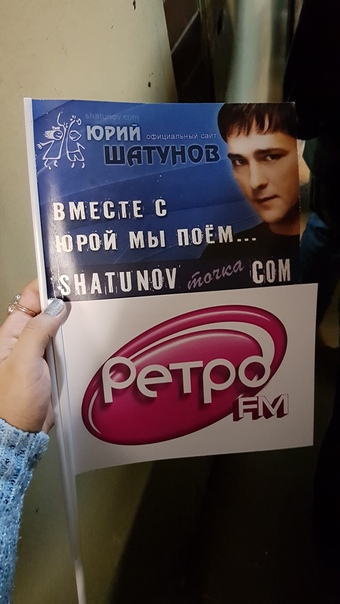 shatunov.com
ЮРИЙ официальный сайт
ШАТУНОВ
ВМЕСТЕ С
ЮРОЙ МЫ ПОЁМ...
SHATUNOV точка COM
Ретро
FM